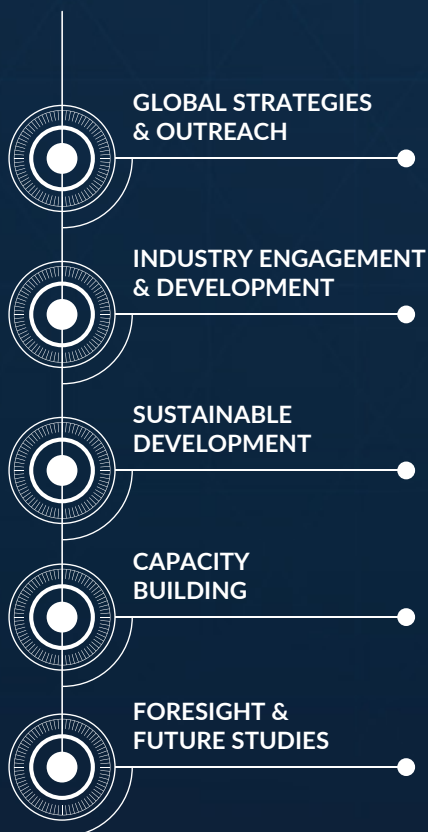 GLOBAL STRATEGIES
& OUTREACH
INDUSTRY ENGAGEMENT
& DEVELOPMENT
SUSTAINABLE
DEVELOPMENT
CAPACITY
BUILDING
FORESIGHT &
FUTURE STUDIES